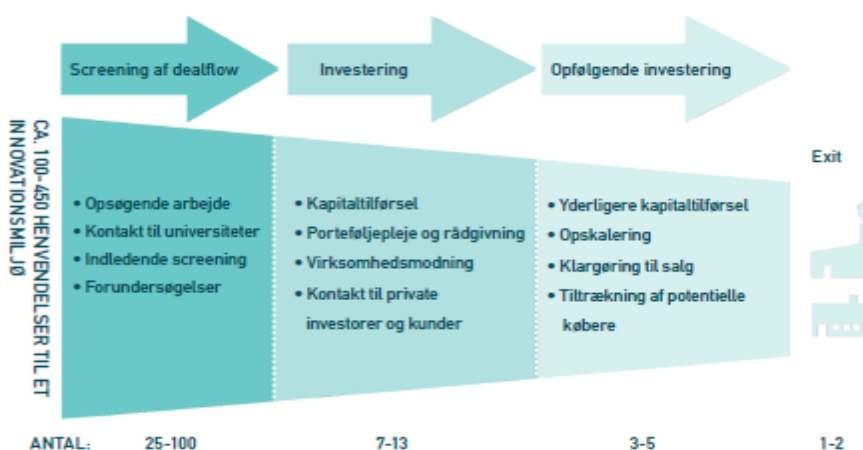 Screening af dealflow
Investering
Opfølgende investering
CA. 100-450 HENVENDELSER TIL ET
INNOVATIONSMILJØ
Exit
• Opsøgende arbejde
• Kontakt til universiteter
• Indledende screening
• Forundersøgelser
• Kapitaltilførsel
• Porteføljepleje og rådgivning
• Virksomhedsmodning
• Kontakt til private
investorer og kunder
• Yderligere kapitaltilførsel
• Opskalering
• Klargøring til salg
• Tiltrækning af potentielle
købere
ANTAL: 25-100 7-13 3-5 1-2